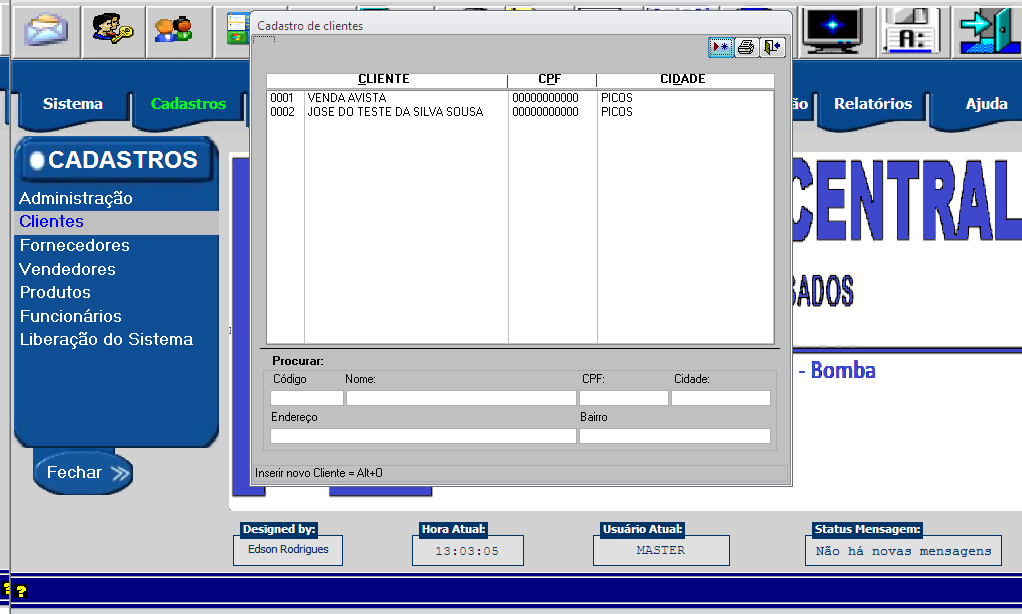 Cadastro de clientes
A:
Sistema
Cadastros
Relatórios
Ajuda
CADASTROS
Administração
Clientes
Fornecedores
Vendedores
Produtos
Funcionários
Liberação do Sistema
Fechar
CLIENTE CPF CIDADE
0001 VENDA AVISTA 00000000000 PICOS
0002 JOSE DO TESTE DA SILVA SOUSA 00000000000 PICOS
Procurar:
Código Nome: CPF: Cidade:
Endereço Bairro
Inserir novo Cliente = Alt+O
CENTRAL
- Bomba
Designed by:
Edson Rodrigues
Hora Atual:
13:03:05
Usuário Atual:
MASTER
Status Mensagem:
Não há novas mensagens